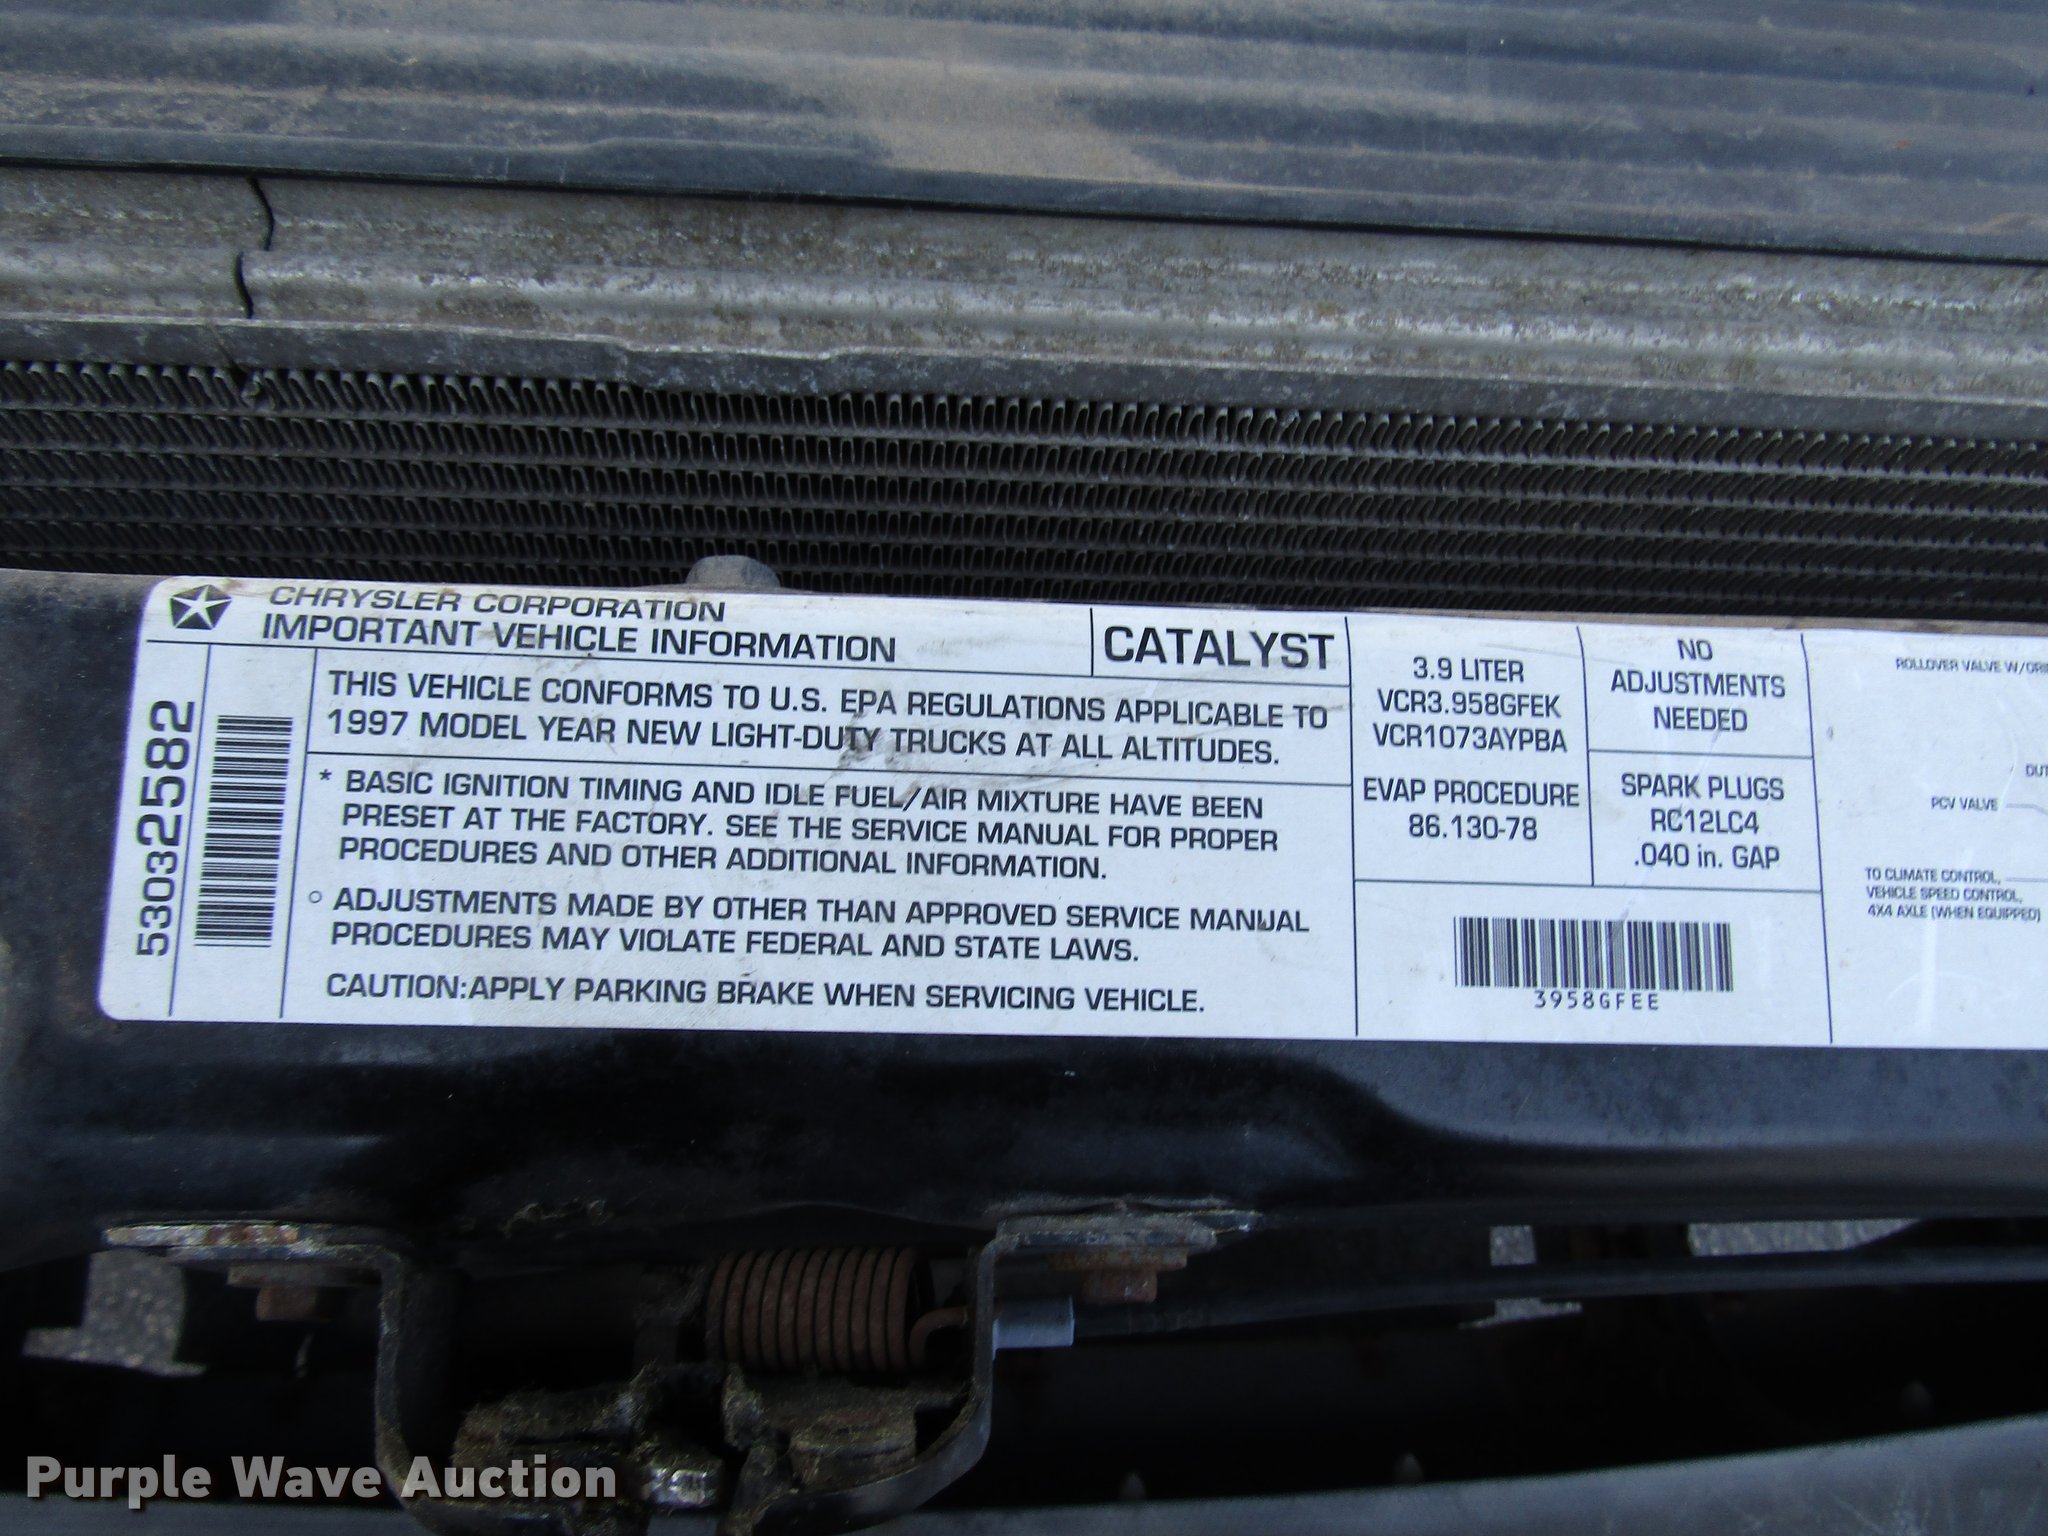 CHRYSLER CORPORATION
IMPORTANT VEHICLE INFORMATION
CATALYST
THIS VEHICLE CONFORMS TO U.S. EPA REGULATIONS APPLICABLE TO
1997 MODEL YEAR NEW LIGHT-DUTY TRUCKS AT ALL ALTITUDES.
* BASIC IGNITION TIMING AND IDLE FUEL/AIR MIXTURE HAVE BEEN
PRESET AT THE FACTORY. SEE THE SERVICE MANUAL FOR PROPER
PROCEDURES AND OTHER ADDITIONAL INFORMATION.
○ ADJUSTMENTS MADE BY OTHER THAN APPROVED SERVICE MANUAL
PROCEDURES MAY VIOLATE FEDERAL AND STATE LAWS.
CAUTION:APPLY PARKING BRAKE WHEN SERVICING VEHICLE.
53032582
3.9 LITER
VCR3.958GFEK
VCR1073AYPBA
EVAP PROCEDURE
86.130-78
NO
ADJUSTMENTS
NEEDED
SPARK PLUGS
RC12LC4
.040 in. GAP
3958GFEE
ROLLOVER VALVE W/ORI
DUT
PCV VALVE
TO CLIMATE CONTROL,
VEHICLE SPEED CONTROL,
4X4 AXLE (WHEN EQUIPPED)
Purple Wave Auction